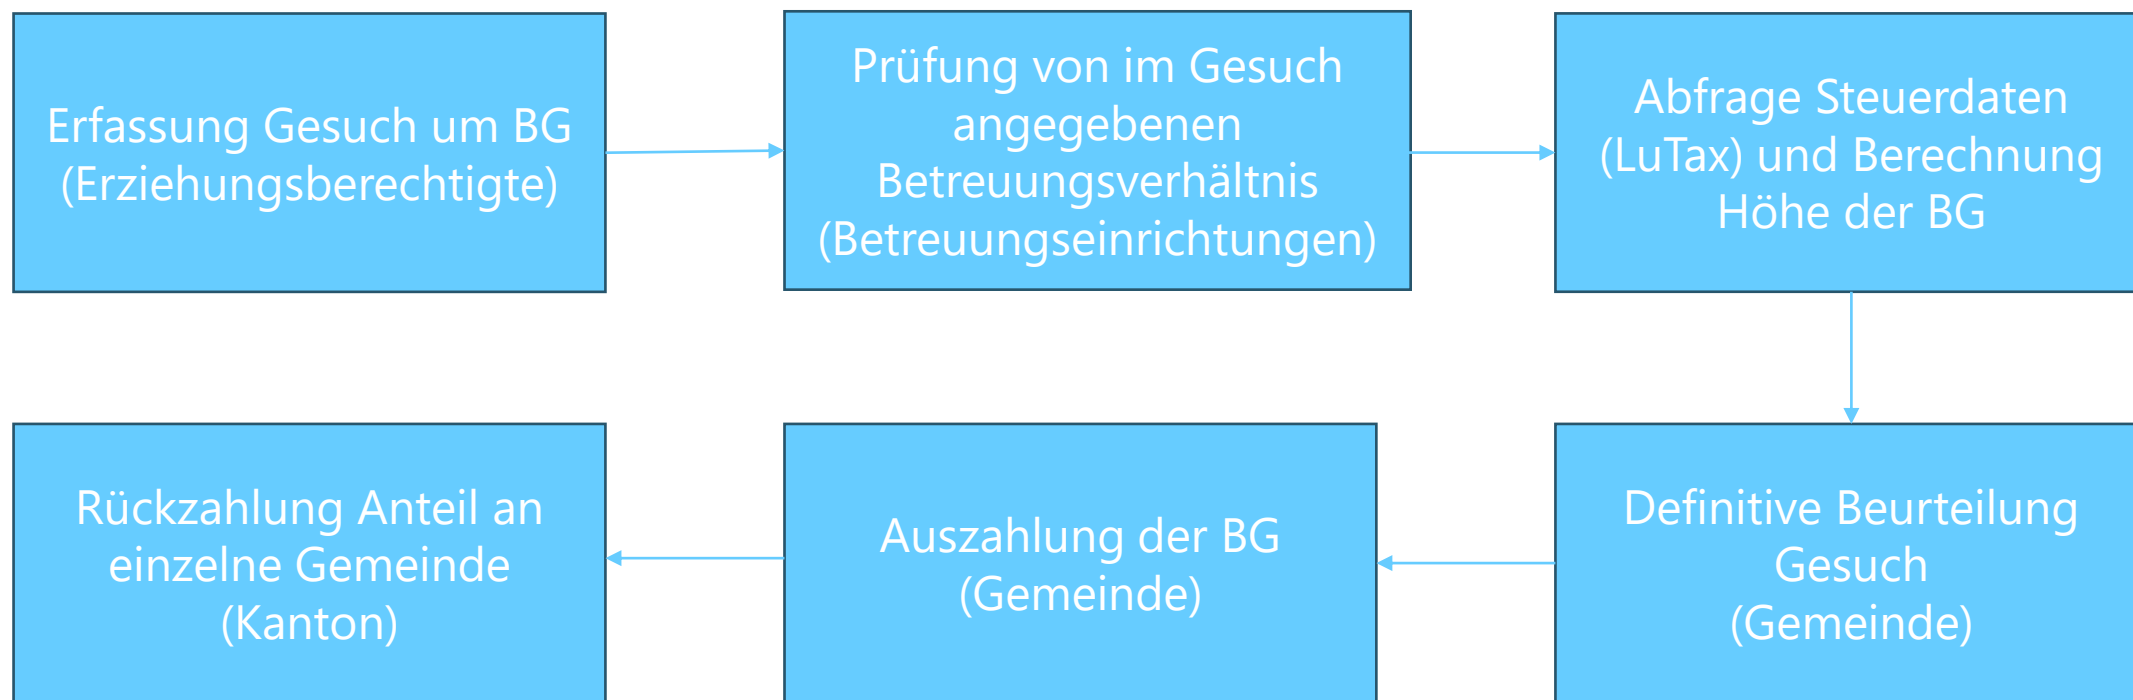 Erfassung Gesuch um BG
(Erziehungsberechtigte)
Prüfung von im Gesuch
angegebenen
Betreuungsverhältnis
(Betreuungseinrichtungen)
Abfrage Steuerdaten
(LuTax) und Berechnung
Höhe der BG
Definitive Beurteilung
Gesuch
(Gemeinde)
Auszahlung der BG
(Gemeinde)
Rückzahlung Anteil an
einzelne Gemeinde
(Kanton)